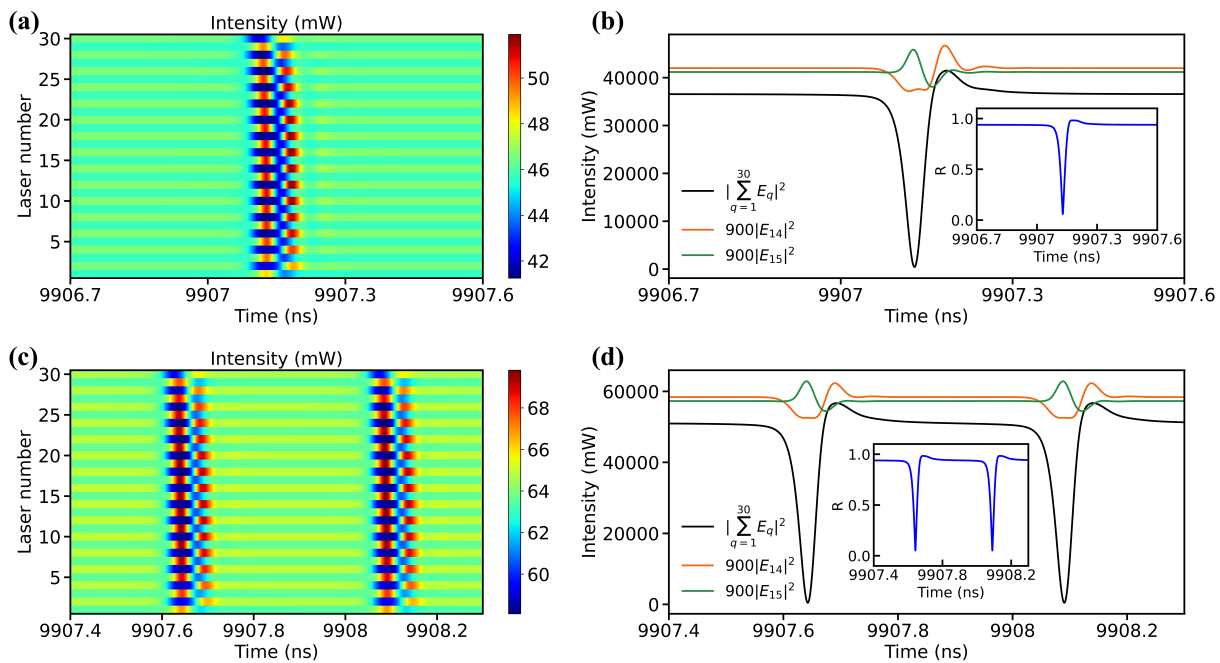 (a)
Intensity (mW)
Laser number
30
25
20
15
10
5
9906.7 9907 9907.3 9907.6
Time (ns)
50
48
46
44
42
(b)
Intensity (mW)
40000
30000
20000
10000
0
|∑_{q=1}^{30} E_q|²
900|E₁₄|²
900|E₁₅|²
R
1.0
0.5
0.0
9906.7 9907 9907.3 9907.6
Time (ns)
9906.7 9907 9907.3 9907.6
Time (ns)
(c)
Intensity (mW)
Laser number
30
25
20
15
10
5
9907.4 9907.6 9907.8 9908 9908.2
Time (ns)
68
66
64
62
60
(d)
Intensity (mW)
60000
40000
20000
0
|∑_{q=1}^{30} E_q|²
900|E₁₄|²
900|E₁₅|²
R
1.0
0.5
0.0
9907.4 9907.8 9908.3
Time (ns)
9907.4 9907.6 9907.8 9908 9908.2
Time (ns)